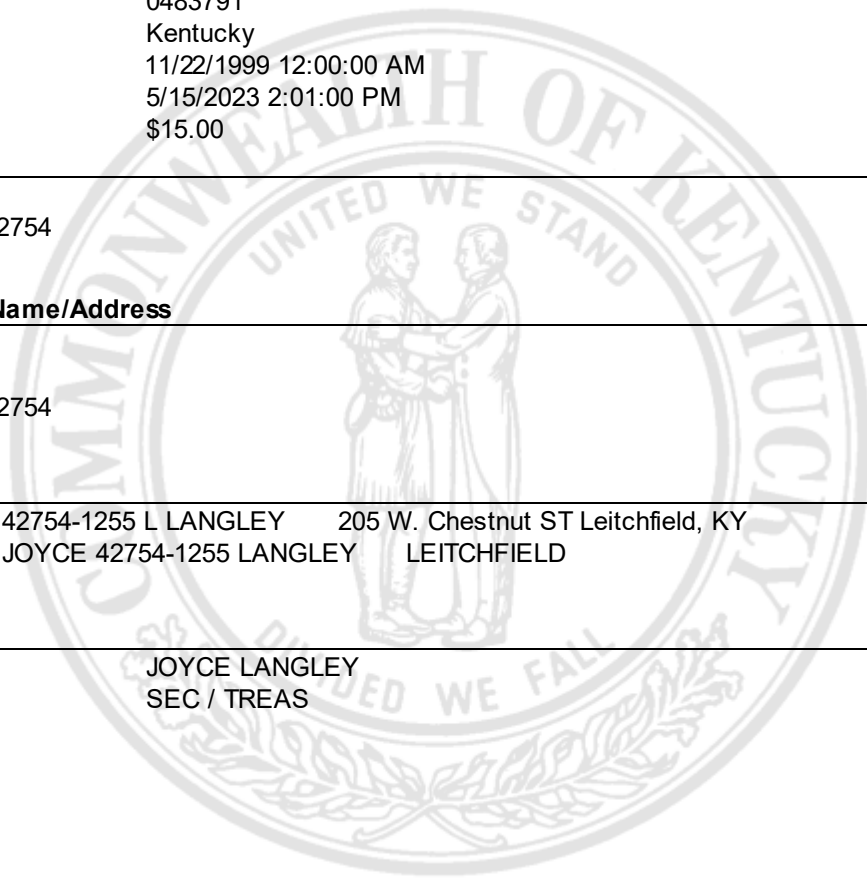 0483791
Kentucky
11/22/1999 12:00:00 AM
5/15/2023 2:01:00 PM
$15.00
2754
Name/Address
2754
42754-1255 L LANGLEY 205 W. Chestnut ST Leitchfield, KY
JOYCE 42754-1255 LANGLEY LEITCHFIELD
JOYCE LANGLEY
SEC / TREAS
COMMONWEALTH OF KENTUCKY
UNITED WE STAND
DIVIDED WE FALL